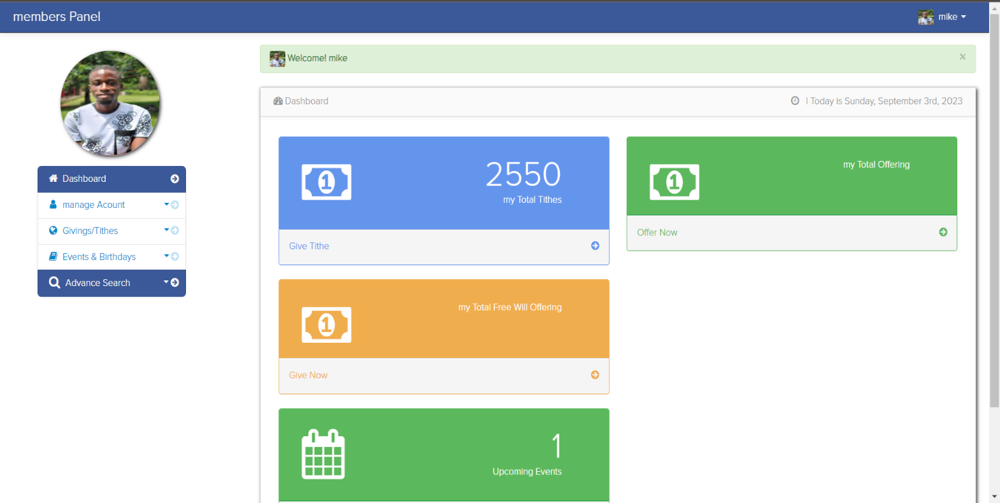 members Panel
mike
Welcome! mike
×
Dashboard
| Today is Sunday, September 3rd, 2023
Dashboard
manage Acount
Givings/Tithes
Events & Birthdays
Advance Search
1
2550
my Total Tithes
Give Tithe
1
my Total Offering
Offer Now
1
my Total Free Will Offering
Give Now
1
Upcoming Events